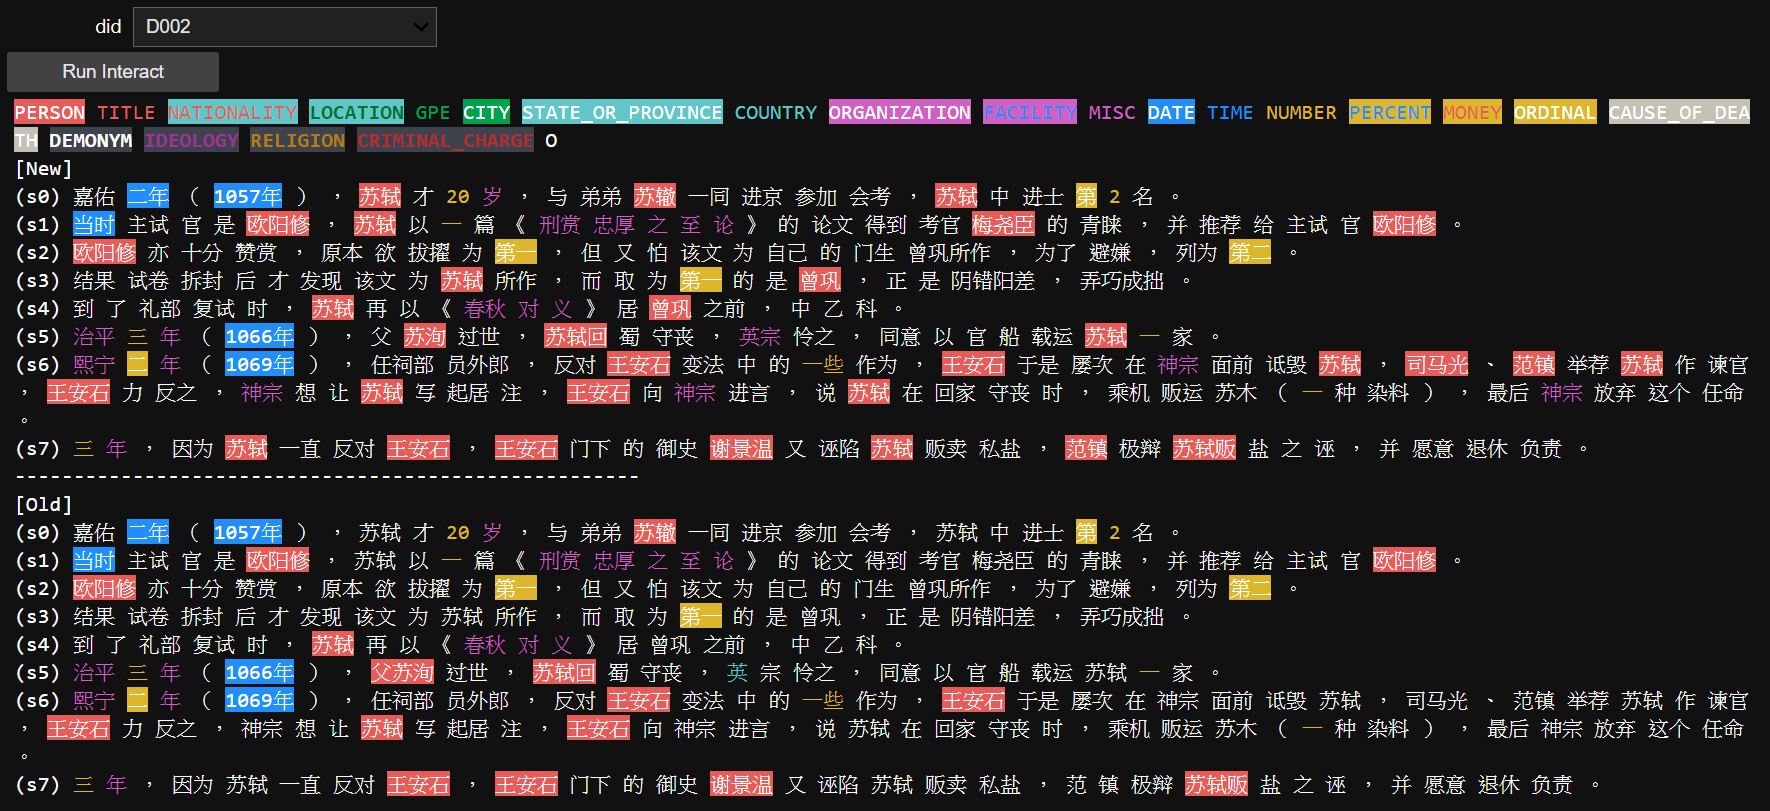 did D002
Run Interact
PERSON TITLE NATIONALITY LOCATION GPE CITY STATE_OR_PROVINCE COUNTRY ORGANIZATION FACILITY MISC DATE TIME NUMBER PERCENT MONEY ORDINAL CAUSE_OF_DEA
TH DEMONYM IDEOLOGY RELIGION CRIMINAL_CHARGE O
[New]
(s0) 嘉佑 二年 ( 1057年 ) , 苏轼 才 20 岁 , 与 弟弟 苏辙 一同 进京 参加 会考 , 苏轼 中 进士 第 2 名 。
(s1) 当时 主试 官 是 欧阳修 , 苏轼 以 一 篇 《 刑赏 忠厚 之 至 论 》 的 论文 得到 考官 梅尧臣 的 青睐 , 并 推荐 给 主试 官 欧阳修 。
(s2) 欧阳修 亦 十分 赞赏 , 原本 欲 拔擢 为 第一 , 但 又 怕 该文 为 自己 的 门生 曾巩所作 , 为了 避嫌 , 列为 第二 。
(s3) 结果 试卷 拆封 后 才 发现 该文 为 苏轼 所作 , 而 取 为 第一 的 是 曾巩 , 正 是 阴错阳差 , 弄巧成拙 。
(s4) 到 了 礼部 复试 时 , 苏轼 再 以 《 春秋 对 义 》 居 曾巩 之前 , 中 乙 科 。
(s5) 治平 三 年 ( 1066年 ) , 父 苏洵 过世 , 苏轼回 蜀 守丧 , 英宗 怜之 , 同意 以 官 船 载运 苏轼 一 家 。
(s6) 熙宁 二 年 ( 1069年 ) , 任祠部 员外郎 , 反对 王安石 变法 中 的 一些 作为 , 王安石 于是 屡次 在 神宗 面前 诋毁 苏轼 , 司马光 、 范镇 举荐 苏轼 作 谏官
, 王安石 力 反之 , 神宗 想 让 苏轼 写 起居 注 , 王安石 向 神宗 进言 , 说 苏轼 在 回家 守丧 时 , 乘机 贩运 苏木 ( 一 种 染料 ) , 最后 神宗 放弃 这个 任命
。
(s7) 三 年 , 因为 苏轼 一直 反对 王安石 , 王安石 门下 的 御史 谢景温 又 诬陷 苏轼 贩卖 私盐 , 范镇 极辩 苏轼贩 盐 之 诬 , 并 愿意 退休 负责 。
-----------------------------------------------------
[Old]
(s0) 嘉佑 二年 ( 1057年 ) , 苏轼 才 20 岁 , 与 弟弟 苏辙 一同 进京 参加 会考 , 苏轼 中 进士 第 2 名 。
(s1) 当时 主试 官 是 欧阳修 , 苏轼 以 一 篇 《 刑赏 忠厚 之 至 论 》 的 论文 得到 考官 梅尧臣 的 青睐 , 并 推荐 给 主试 官 欧阳修 。
(s2) 欧阳修 亦 十分 赞赏 , 原本 欲 拔擢 为 第一 , 但 又 怕 该文 为 自己 的 门生 曾巩所作 , 为了 避嫌 , 列为 第二 。
(s3) 结果 试卷 拆封 后 才 发现 该文 为 苏轼 所作 , 而 取 为 第一 的 是 曾巩 , 正 是 阴错阳差 , 弄巧成拙 。
(s4) 到 了 礼部 复试 时 , 苏轼 再 以 《 春秋 对 义 》 居 曾巩 之前 , 中 乙 科 。
(s5) 治平 三 年 ( 1066年 ) , 父苏洵 过世 , 苏轼回 蜀 守丧 , 英 宗 怜之 , 同意 以 官 船 载运 苏轼 一 家 。
(s6) 熙宁 二 年 ( 1069年 ) , 任祠部 员外郎 , 反对 王安石 变法 中 的 一些 作为 , 王安石 于是 屡次 在 神宗 面前 诋毁 苏轼 , 司马光 、 范镇 举荐 苏轼 作 谏官
, 王安石 力 反之 , 神宗 想 让 苏轼 写 起居 注 , 王安石 向 神宗 进言 , 说 苏轼 在 回家 守丧 时 , 乘机 贩运 苏木 ( 一 种 染料 ) , 最后 神宗 放弃 这个 任命
。
(s7) 三 年 , 因为 苏轼 一直 反对 王安石 , 王安石 门下 的 御史 谢景温 又 诬陷 苏轼 贩卖 私盐 , 范 镇 极辩 苏轼贩 盐 之 诬 , 并 愿意 退休 负责 。